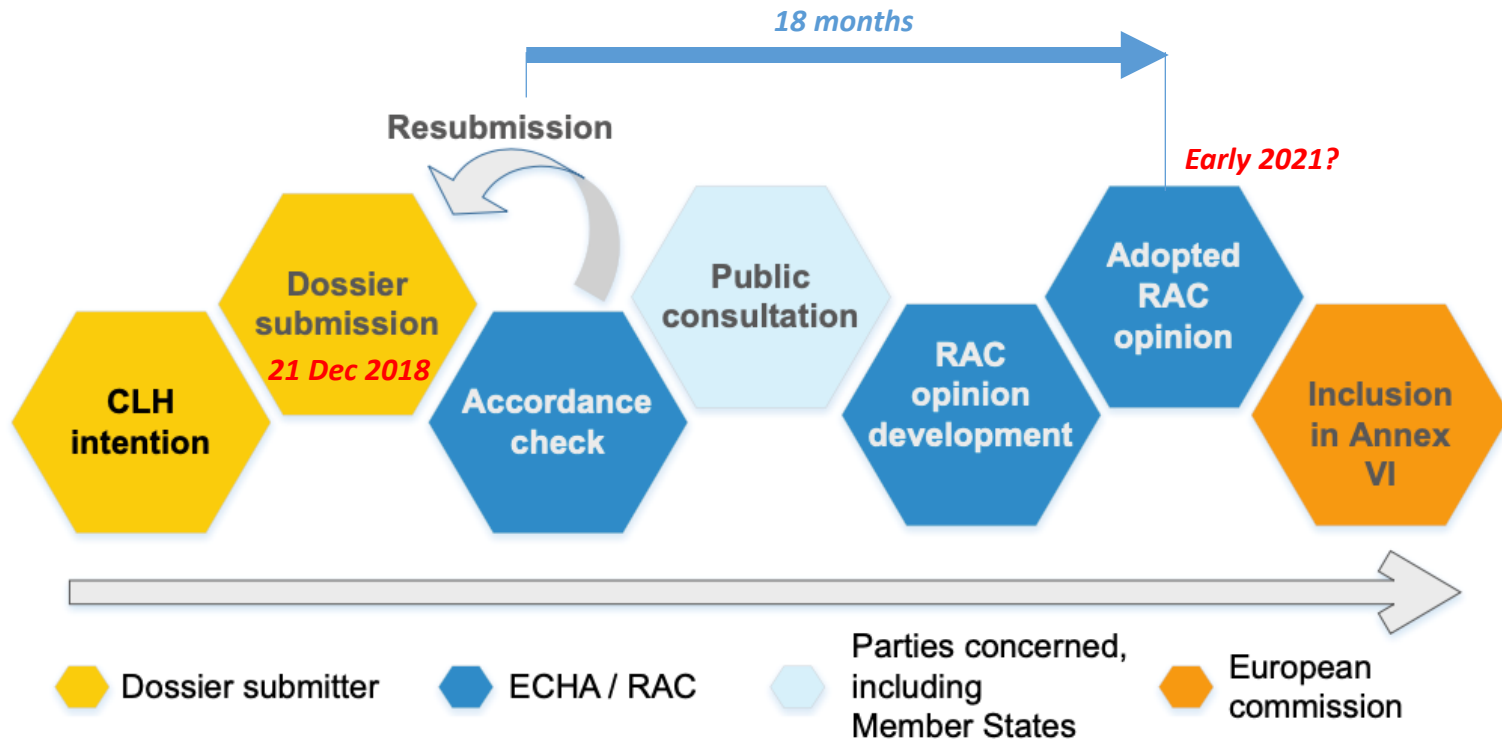 18 months
Resubmission
Early 2021?
CLH
intention
Dossier
submission
21 Dec 2018
Accordance
check
Public
consultation
RAC
opinion
development
Adopted
RAC
opinion
Inclusion
in Annex
VI
Dossier submitter
ECHA / RAC
Parties concerned,
including
Member States
European
commission